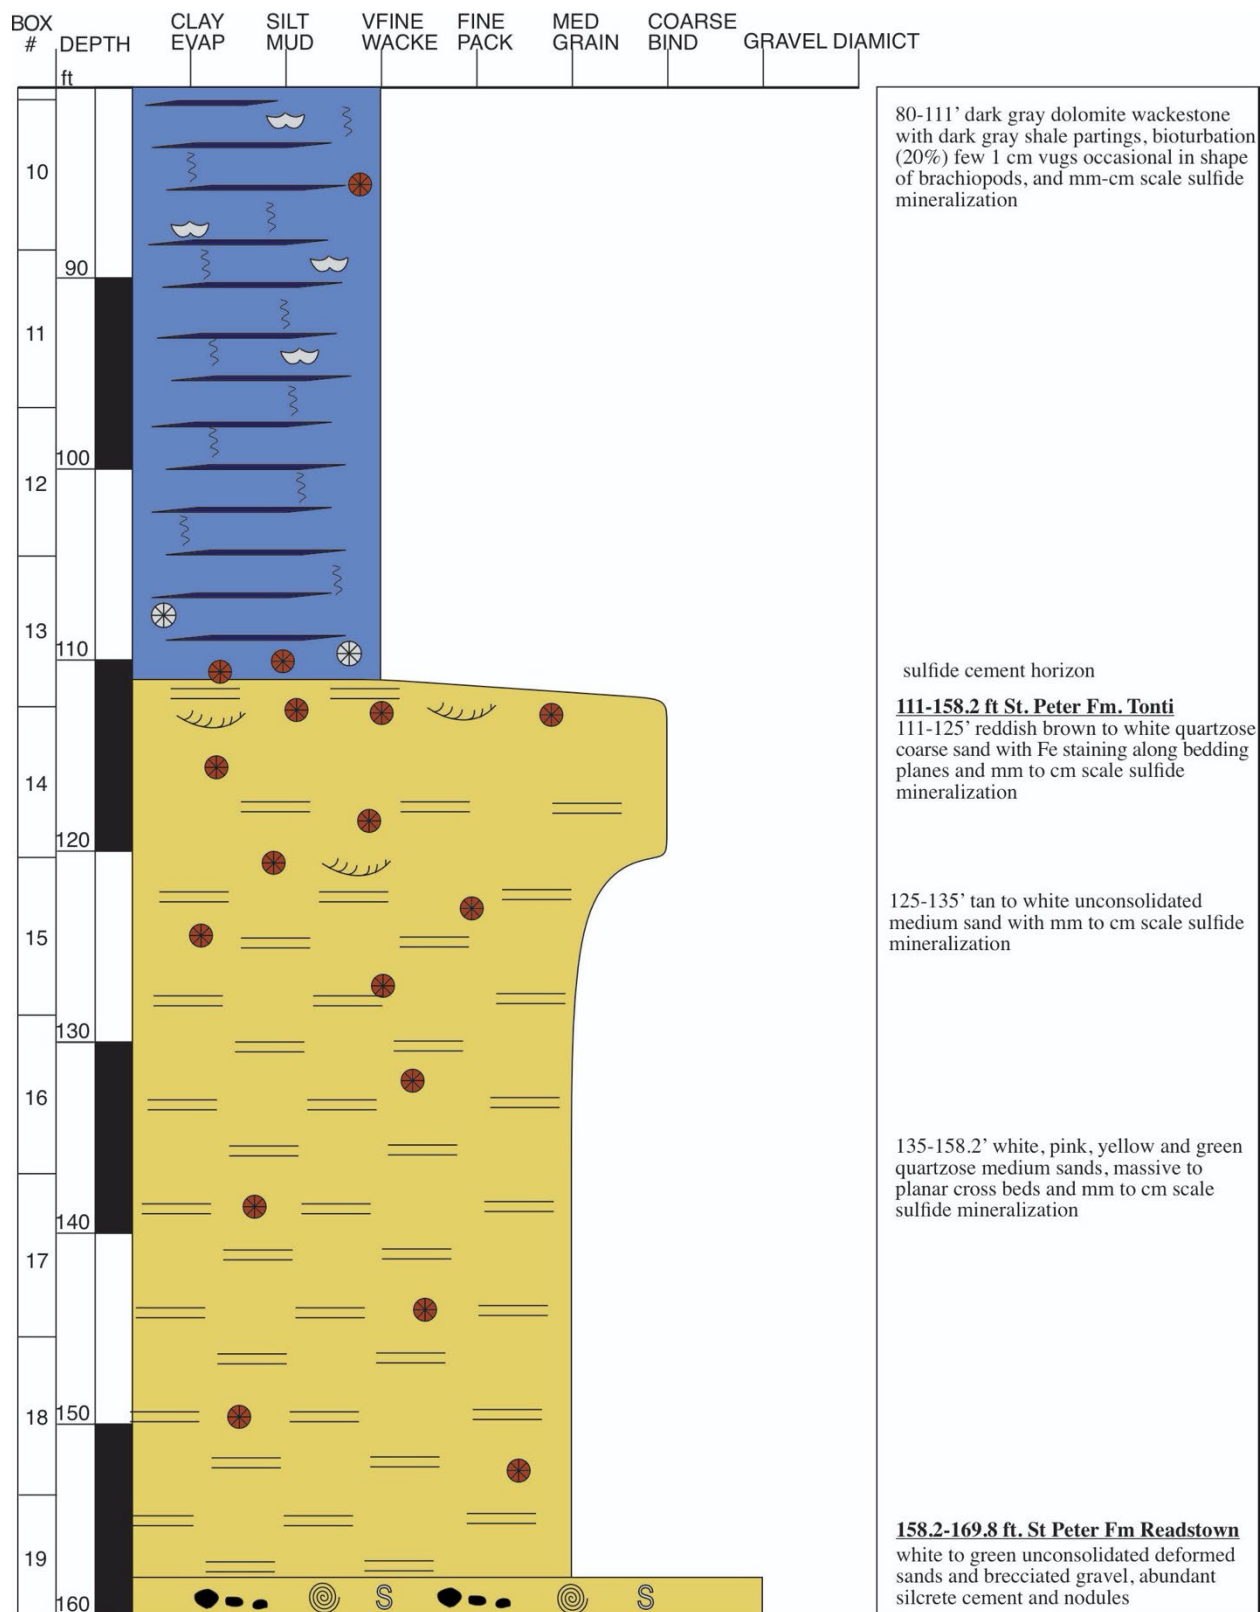 BOX CLAY SILT VFINE FINE MED COARSE
# DEPTH EVAP MUD WACKE PACK GRAIN BIND GRAVEL DIAMICT
ft
80-111’ dark gray dolomite wackestone
with dark gray shale partings, bioturbation
(20%) few 1 cm vugs occasional in shape
of brachiopods, and mm-cm scale sulfide
mineralization
10
90
11
100
12
13
110
sulfide cement horizon
111-158.2 ft St. Peter Fm. Tonti
111-125’ reddish brown to white quartzose
coarse sand with Fe staining along bedding
planes and mm to cm scale sulfide
mineralization
14
120
125-135’ tan to white unconsolidated
medium sand with mm to cm scale sulfide
mineralization
15
130
16
135-158.2’ white, pink, yellow and green
quartzose medium sands, massive to
planar cross beds and mm to cm scale
sulfide mineralization
140
17
18 150
158.2-169.8 ft. St Peter Fm Readstown
white to green unconsolidated deformed
sands and brecciated gravel, abundant
silcrete cement and nodules
19
S S
160